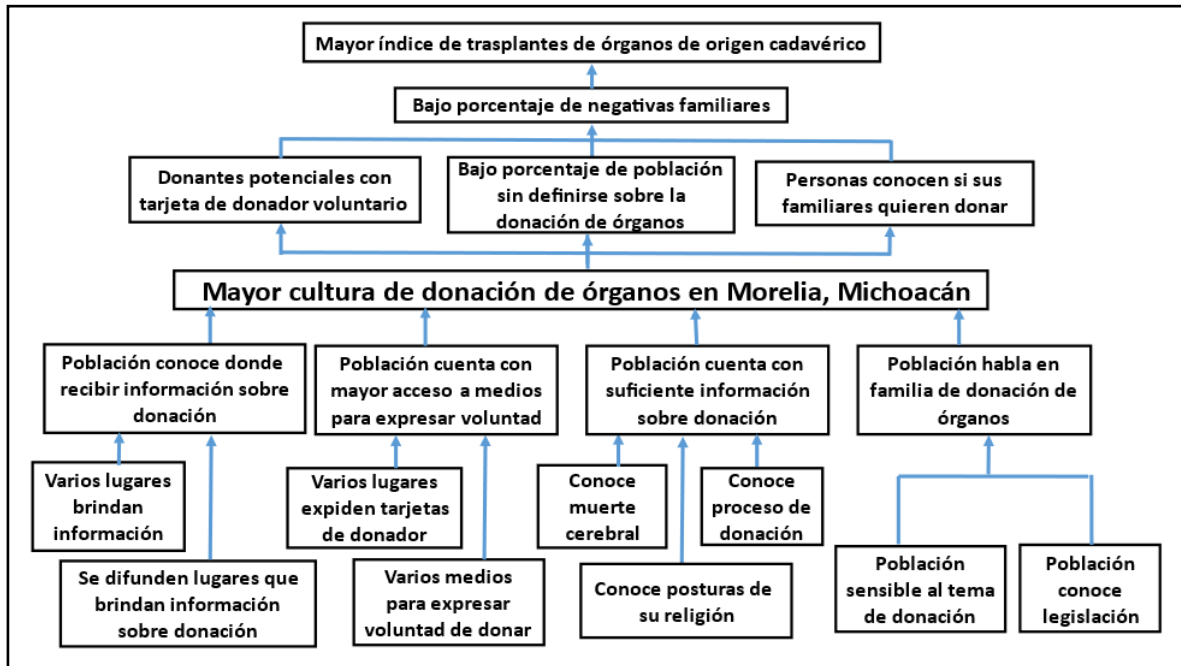 Mayor índice de trasplantes de órganos de origen cadavérico
Bajo porcentaje de negativas familiares
Donantes potenciales con
tarjeta de donador voluntario
Bajo porcentaje de población
sin definirse sobre la
donación de órganos
Personas conocen si sus
familiares quieren donar
Mayor cultura de donación de órganos en Morelia, Michoacán
Población conoce donde
recibir información sobre
donación
Población cuenta con
mayor acceso a medios
para expresar voluntad
Población cuenta con
suficiente información
sobre donación
Población habla en
familia de donación de
órganos
Varios lugares
brindan
información
Varios lugares
expiden tarjetas
de donador
Conoce
muerte
cerebral
Conoce
proceso de
donación
Se difunden lugares que
brindan información
sobre donación
Varios medios
para expresar
voluntad de donar
Conoce posturas de
su religión
Población
sensible al tema
de donación
Población
conoce
legislación